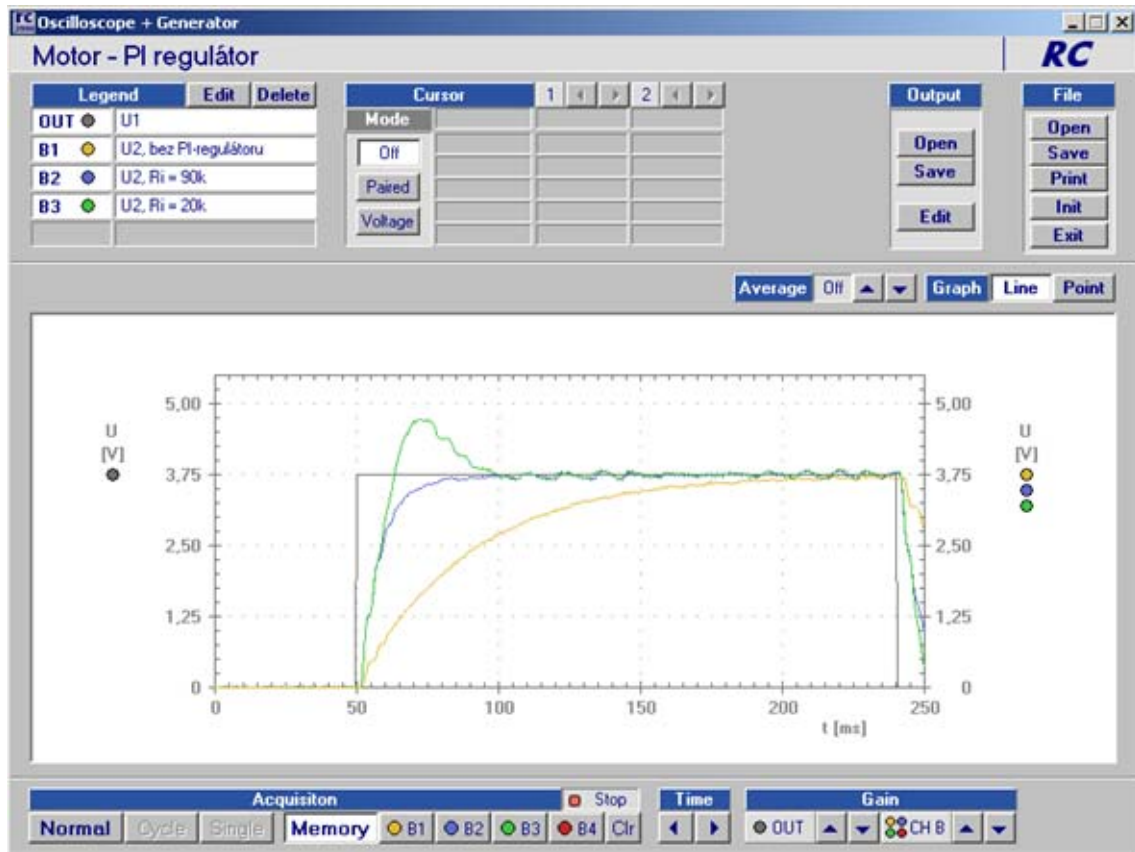 Oscilloscope + Generator
Motor - PI regulátor
RC
Legend Edit Delete
OUT U1
B1 U2, bez PI-regulátoru
B2 U2, Ri = 90k
B3 U2, Ri = 20k
Cursor 1 2
Mode
Off
Paired
Voltage
Output
Open
Save
Edit
File
Open
Save
Print
Init
Exit
Average Off Graph Line Point
U
[V]
5,00
3,75
2,50
1,25
0
5,00
3,75
2,50
1,25
0
U
[V]
0 50 100 150 200 250
t [ms]
Acquisiton Stop
Normal Cycle Single Memory B1 B2 B3 B4 Clr
Time
Gain
OUT CH B